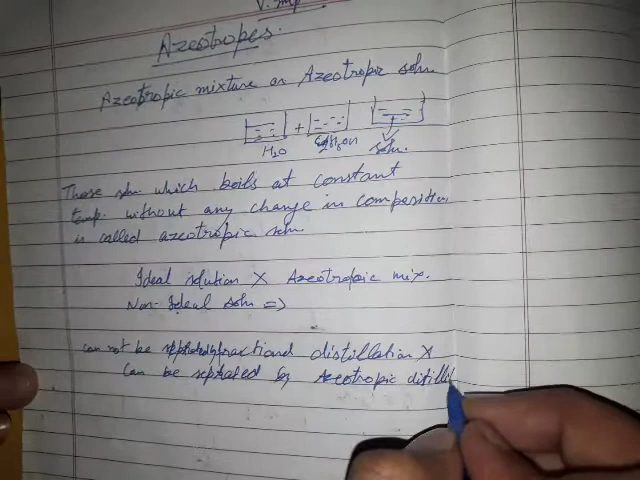 V. Imp
Azeotropes.
Azeotropic mixture or Azeotropic soln.
+
H2O C2H5OH soln.
Those soln which boils at constant
temp. without any change in composition
is called azeotropic soln.
Ideal solution X Azeotropic mix.
Non-Ideal soln =>
can not be fractional distillation X
Can be seprated by Azeotropic distill